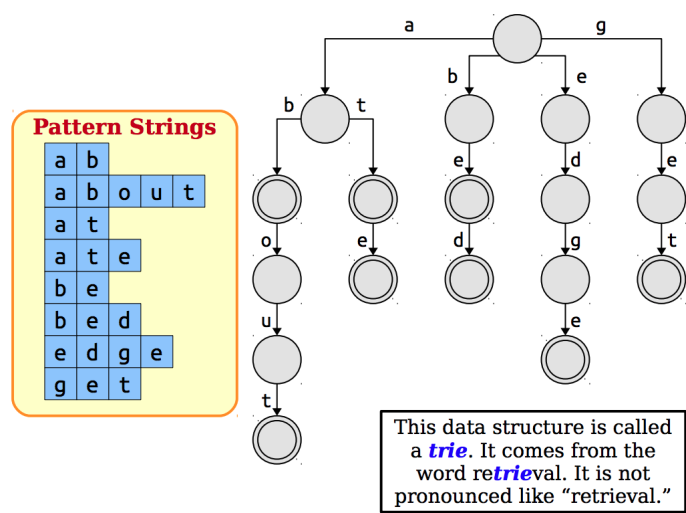 a
g
b
e
b
t
Pattern Strings
a b
a b o u t
a t
a t e
b e
b e d
e d g e
g e t
e
d
e
o
e
d
g
t
u
e
t
This data structure is called
a trie. It comes from the
word retrieval. It is not
pronounced like “retrieval.”